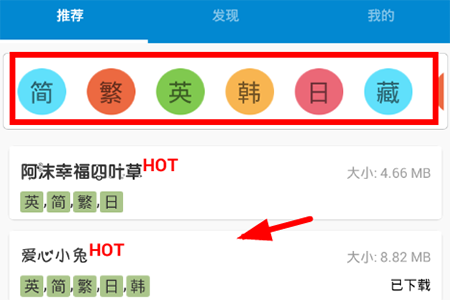 推荐 发现 我的
简 繁 英 韩 日 藏
阿沫幸福四叶草HOT 大小: 4.66 MB
英,简,繁,日
爱心小兔HOT 大小: 8.82 MB
英,简,繁,日,韩 已下载